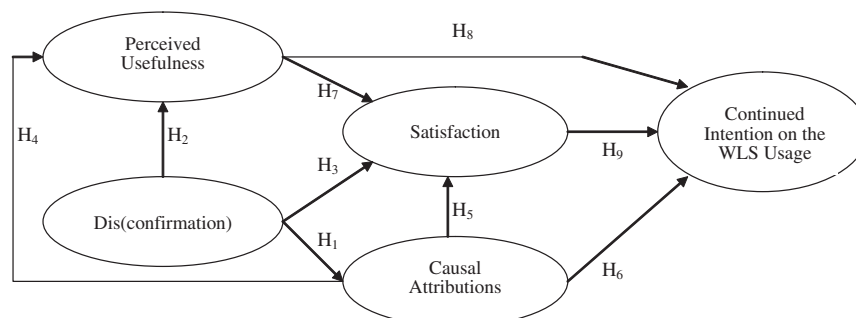 Perceived
Usefulness
H8
H7
Continued
Intention on the
WLS Usage
Satisfaction
H4
H2
H9
H3
Dis(confirmation)
H5
H1
H6
Causal
Attributions